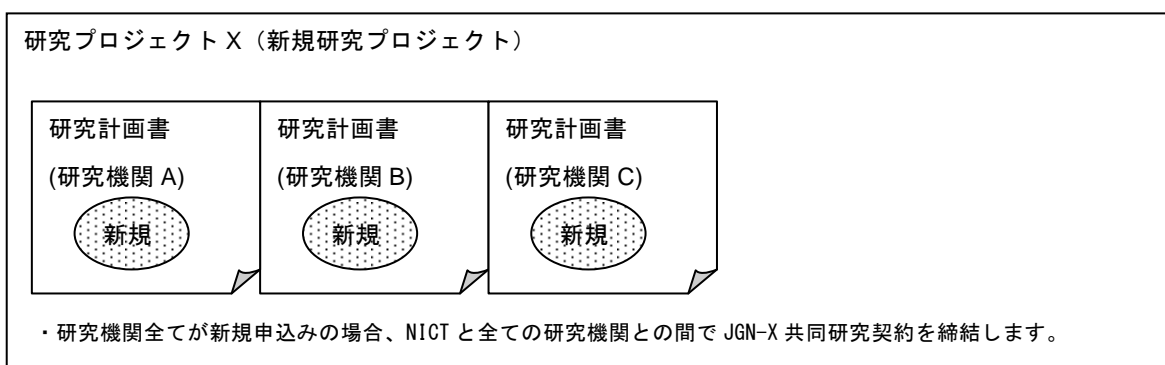 研究プロジェクト X（新規研究プロジェクト）
研究計画書 研究計画書 研究計画書
(研究機関 A) (研究機関 B) (研究機関 C)
新規 新規 新規
・研究機関全てが新規申込みの場合、NICT と全ての研究機関との間で JGN-X 共同研究契約を締結します。